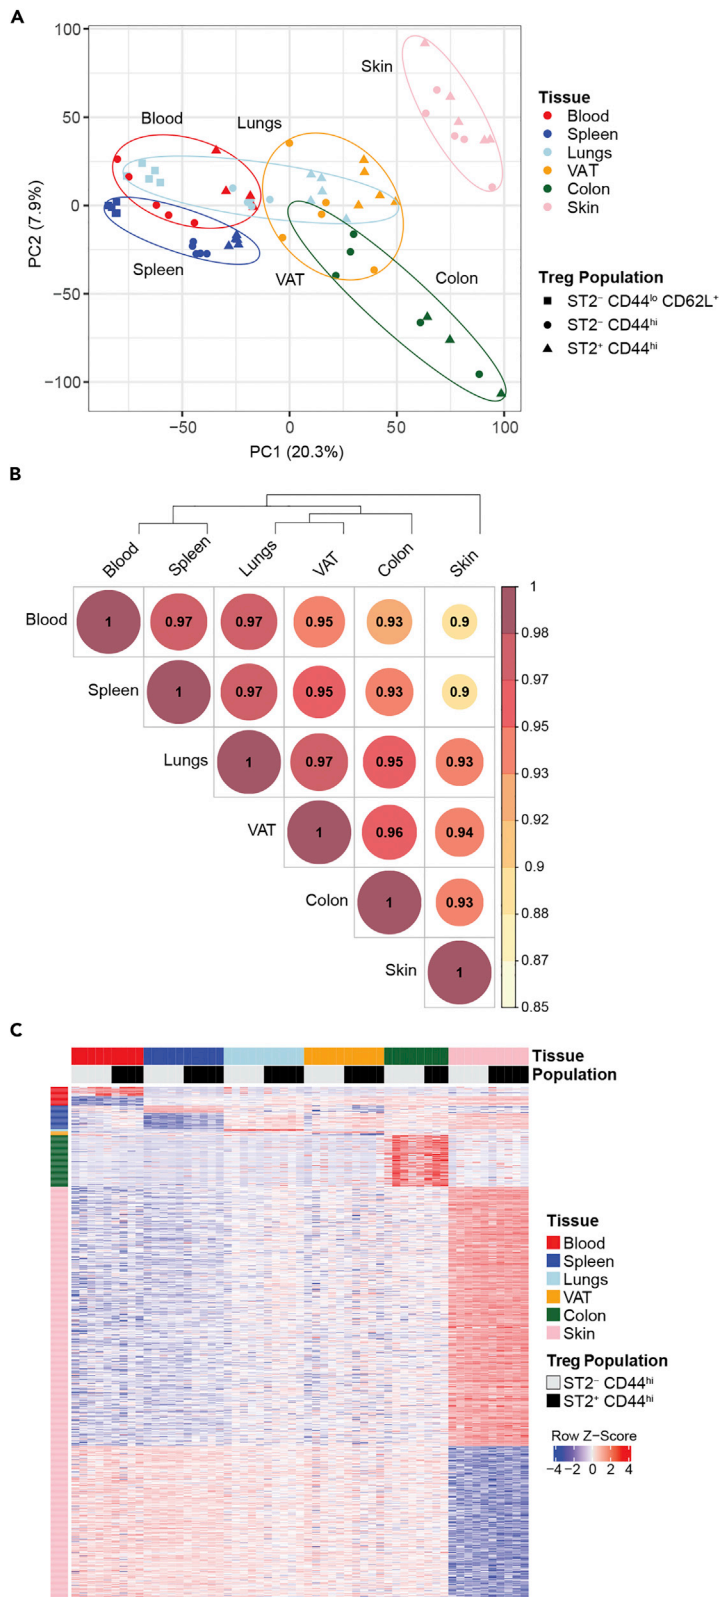 A
100
50
0
−50
−100
PC2 (7.9%)
−50
0
50
100
PC1 (20.3%)
Skin
Blood
Lungs
Spleen
VAT
Colon
Tissue
Blood
Spleen
Lungs
VAT
Colon
Skin
Treg Population
ST2⁻ CD44ˡᵒ CD62L⁺
ST2⁻ CD44ʰⁱ
ST2⁺ CD44ʰⁱ
B
Blood Spleen Lungs VAT Colon Skin
Blood 1 0.97 0.97 0.95 0.93 0.9
Spleen 1 0.97 0.95 0.93 0.9
Lungs 1 0.97 0.95 0.93
VAT 1 0.96 0.94
Colon 1 0.93
Skin 1
1
0.98
0.97
0.95
0.93
0.92
0.9
0.88
0.87
0.85
C
Tissue
Population
Tissue
Blood
Spleen
Lungs
VAT
Colon
Skin
Treg Population
ST2⁻ CD44ʰⁱ
ST2⁺ CD44ʰⁱ
Row Z−Score
−4 −2 0 2 4